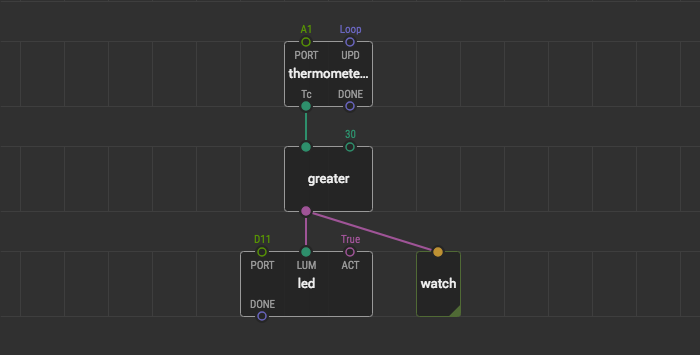 A1 Loop
PORT UPD
thermomete...
Tc DONE
30
greater
D11 True
PORT LUM ACT
led watch
DONE